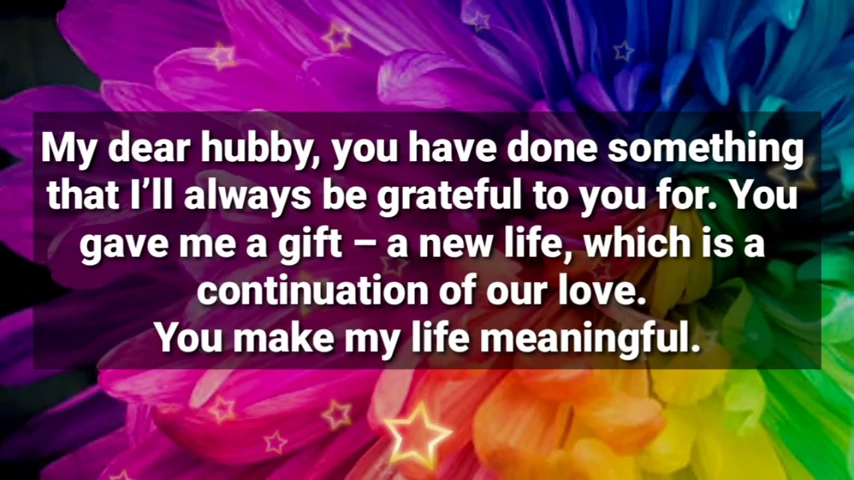 My dear hubby, you have done something
that I’ll always be grateful to you for. You
gave me a gift – a new life, which is a
continuation of our love.
You make my life meaningful.